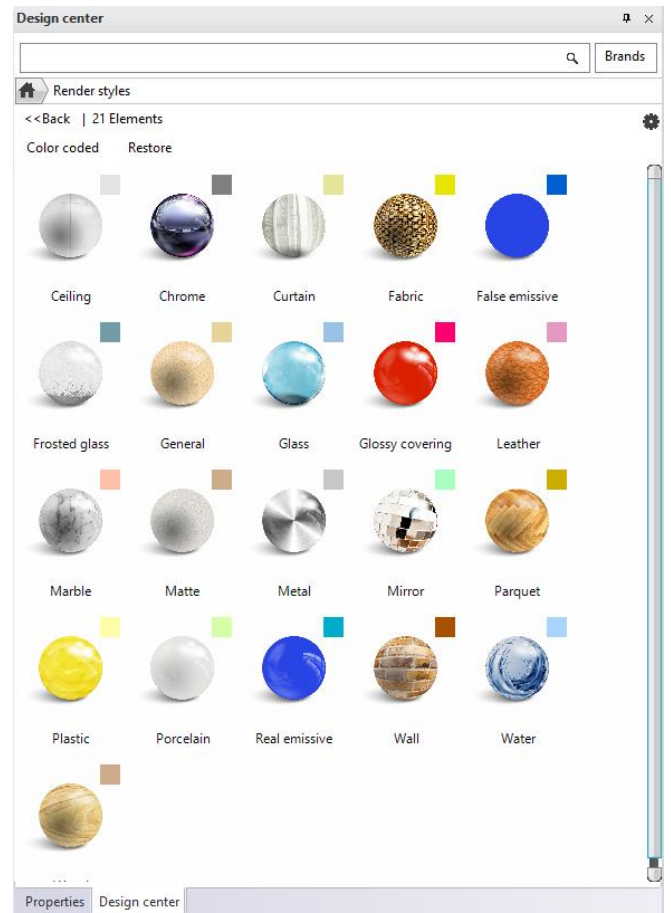 Design center
Brands
Render styles
<<Back | 21 Elements
Color coded Restore
Ceiling Chrome Curtain Fabric False emissive
Frosted glass General Glass Glossy covering Leather
Marble Matte Metal Mirror Parquet
Plastic Porcelain Real emissive Wall Water
Properties Design center